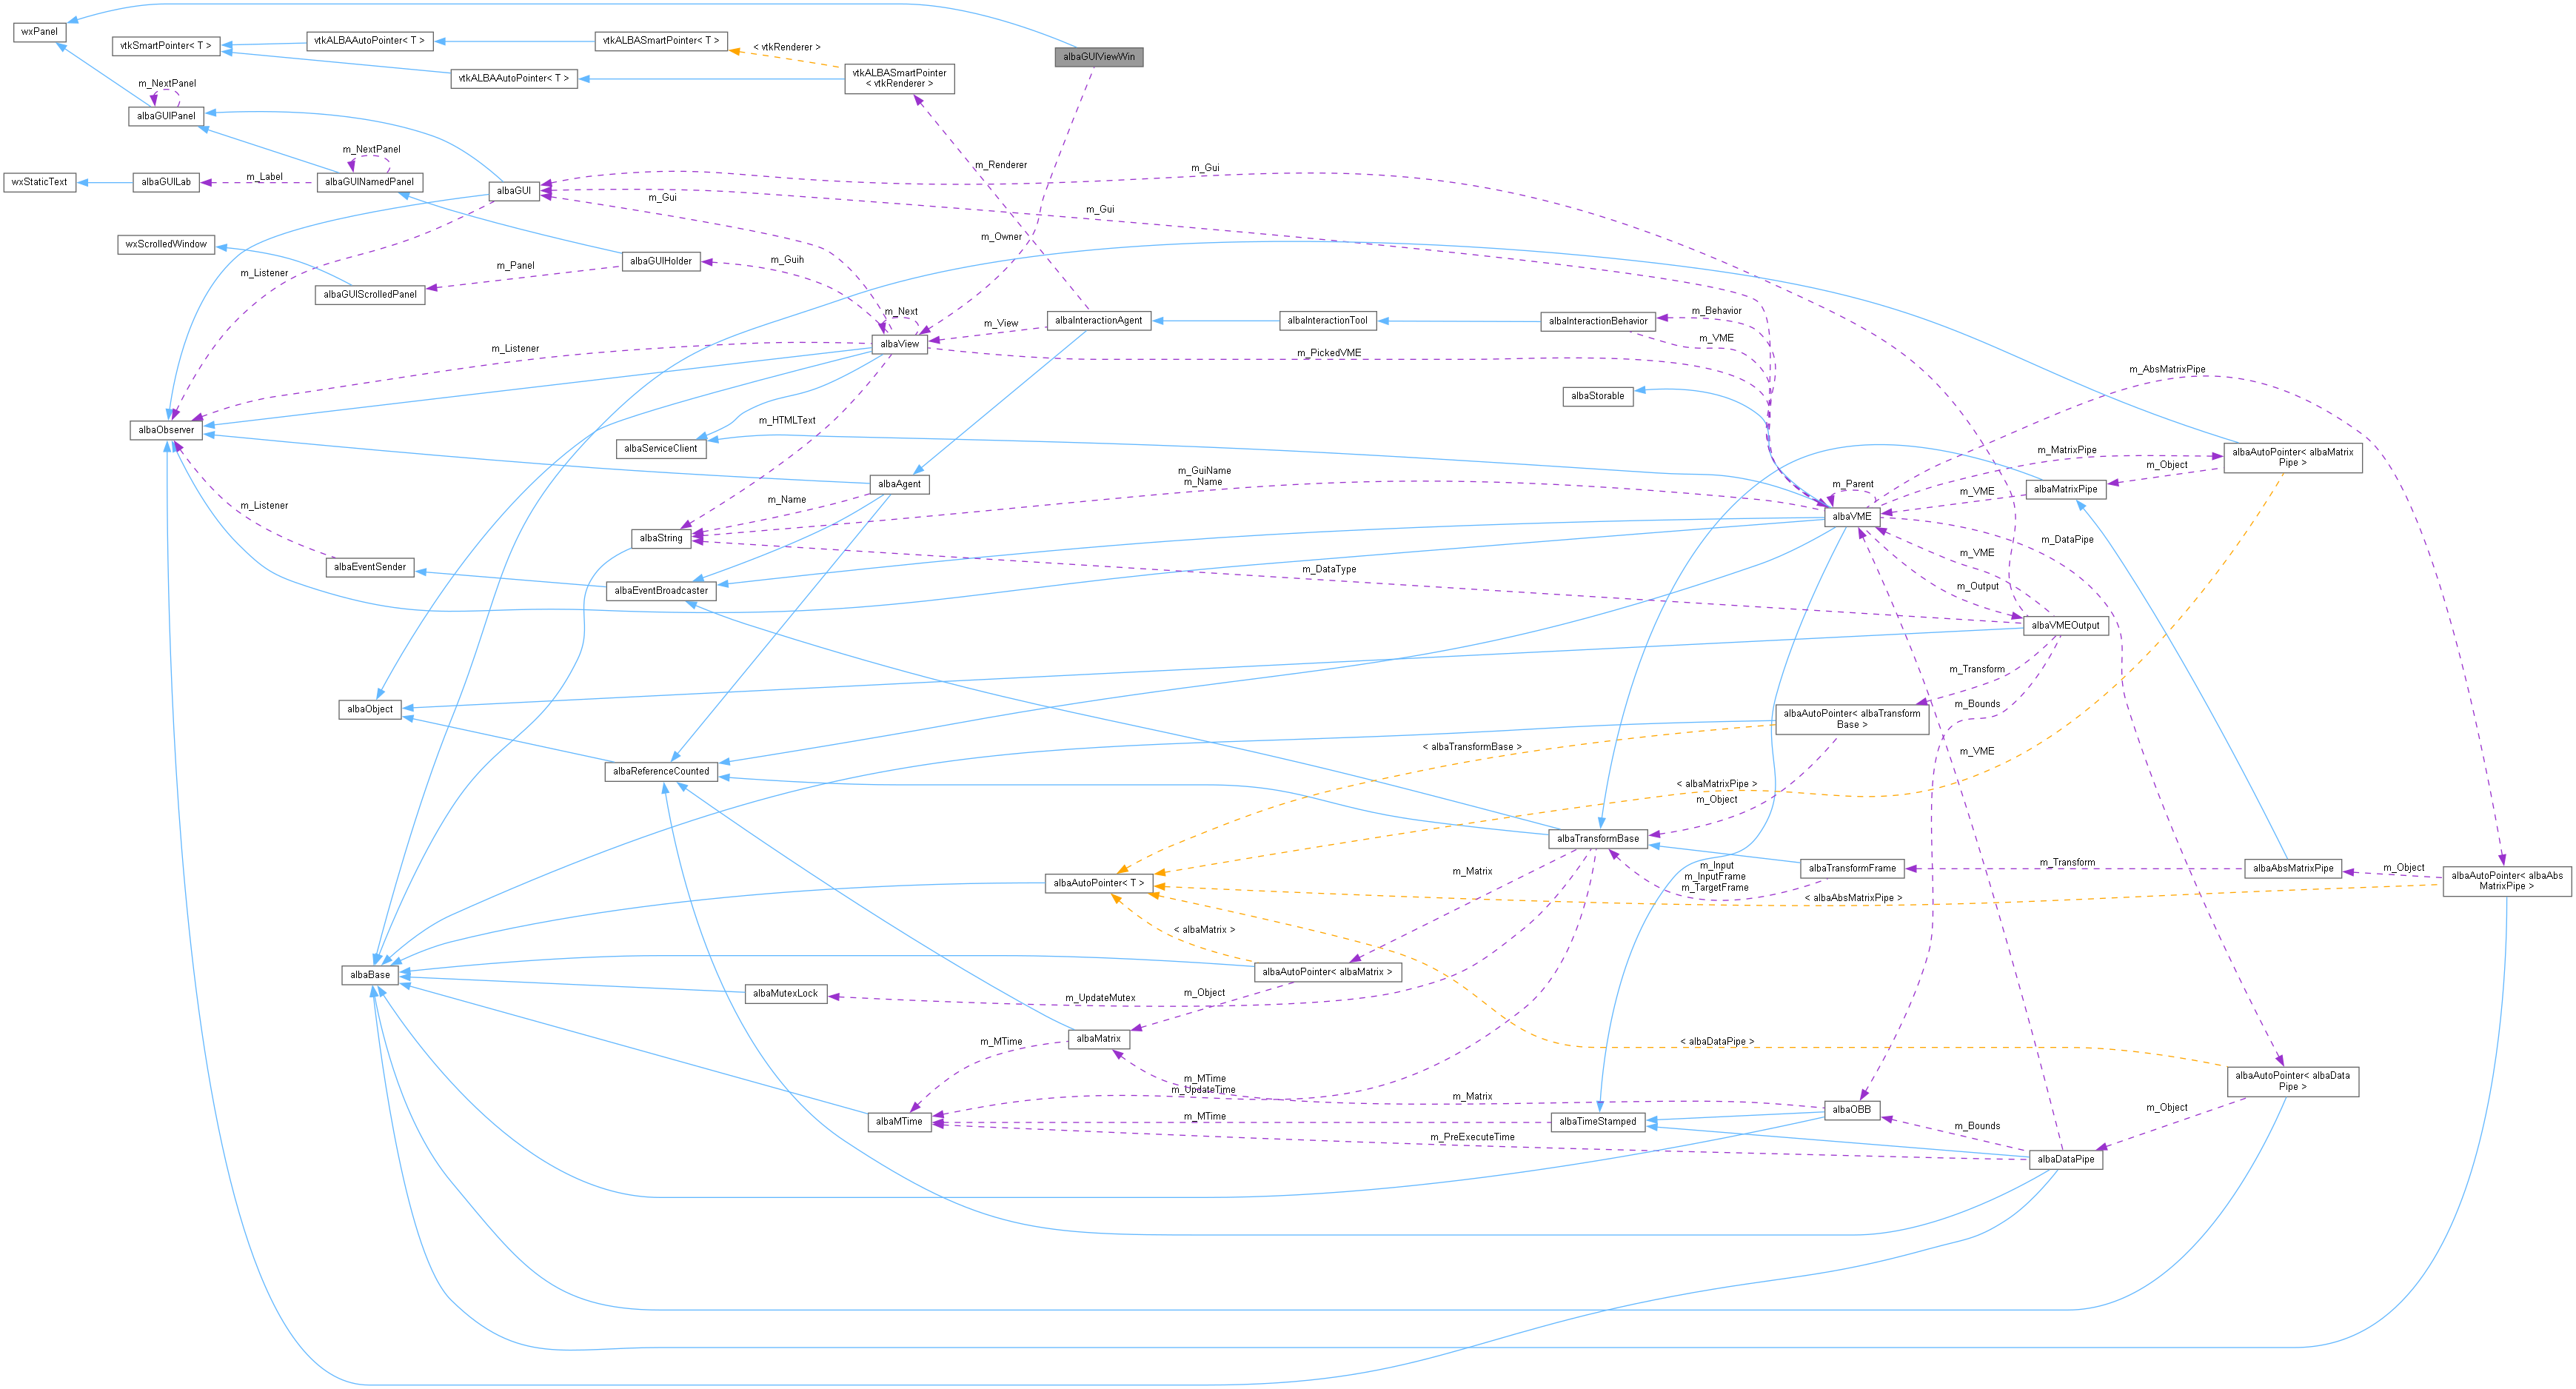 wxPanel
vtkSmartPointer< T >
vtkALBAAutoPointer< T >
vtkALBASmartPointer< T >
< vtkRenderer >
albaGUIViewWin
vtkALBAAutoPointer< T >
vtkALBASmartPointer
< vtkRenderer >
m_NextPanel
albaGUIPanel
m_NextPanel
m_Renderer
m_Gui
wxStaticText
albaGUILab
m_Label
albaGUINamedPanel
albaGUI
m_Gui
m_Gui
wxScrolledWindow
m_Owner
m_Listener
m_Panel
albaGUIHolder
m_Guih
albaGUIScrolledPanel
m_Next
m_View
albaInteractionAgent
albaInteractionTool
albaInteractionBehavior
m_Behavior
m_VME
m_Listener
albaView
m_PickedVME
m_AbsMatrixPipe
albaStorable
albaObserver
m_HTMLText
albaServiceClient
m_MatrixPipe
albaAutoPointer< albaMatrix
Pipe >
m_Object
m_GuiName
m_Name
albaAgent
m_Parent
m_VME
albaMatrixPipe
m_Listener
m_Name
albaVME
albaString
m_DataPipe
albaEventSender
m_DataType
m_VME
albaEventBroadcaster
m_Output
albaVMEOutput
m_Transform
albaObject
m_Bounds
albaAutoPointer< albaTransform
Base >
< albaTransformBase >
m_VME
albaReferenceCounted
< albaMatrixPipe >
m_Object
albaTransformBase
m_Input
m_InputFrame
m_TargetFrame
albaTransformFrame
m_Transform
albaAbsMatrixPipe
m_Object
albaAutoPointer< albaAbs
MatrixPipe >
m_Matrix
albaAutoPointer< T >
< albaAbsMatrixPipe >
< albaMatrix >
albaBase
albaAutoPointer< albaMatrix >
albaMutexLock
m_UpdateMutex
m_Object
albaMatrix
m_MTime
< albaDataPipe >
m_MTime
m_UpdateTime
m_Matrix
albaAutoPointer< albaData
Pipe >
albaMTime
m_MTime
albaTimeStamped
albaOBB
m_Object
m_PreExecuteTime
m_Bounds
albaDataPipe